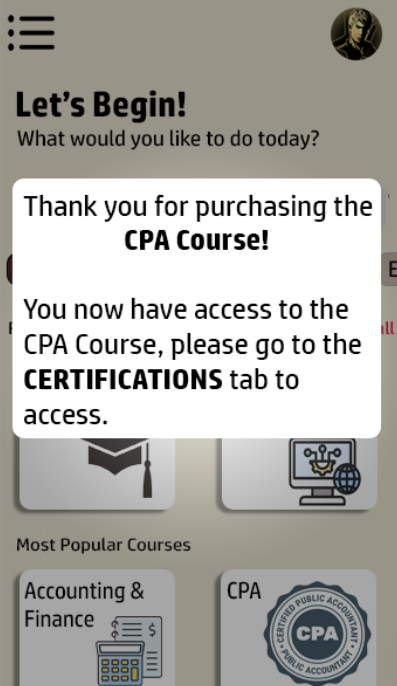 Let's Begin!
What would you like to do today?
Thank you for purchasing the
CPA Course!
You now have access to the
CPA Course, please go to the
CERTIFICATIONS tab to
access.
Most Popular Courses
Accounting &
Finance
$
CPA
CERTIFIED PUBLIC ACCOUNTANT
CPA
PUBLIC ACCOUNTANT